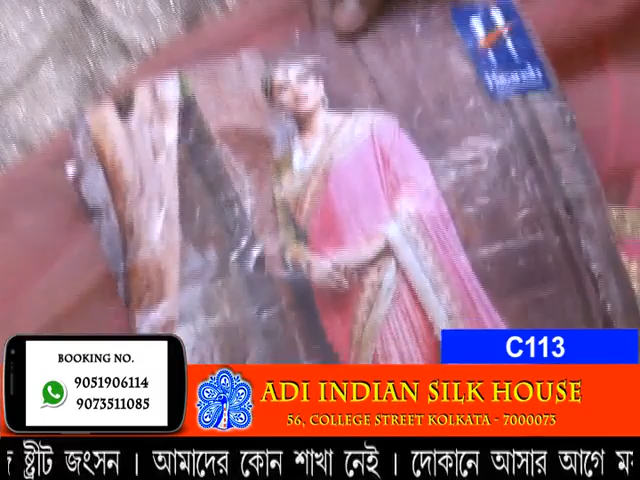 C113
BOOKING NO.
9051906114
9073511085
ADI INDIAN SILK HOUSE
56, COLLEGE STREET KOLKATA - 7000073
ষ্ট্রীট জংসন । আমাদের কোন শাখা নেই । দোকানে আসার আগে